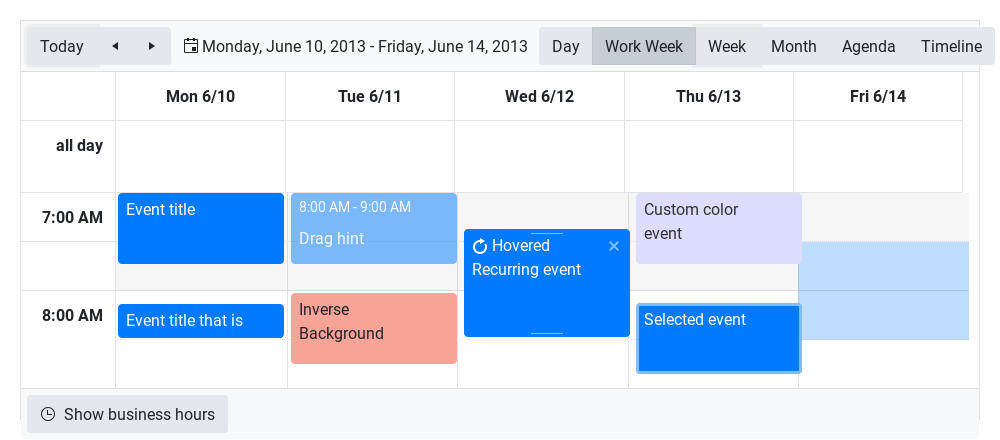 Today
Monday, June 10, 2013 - Friday, June 14, 2013
Day
Work Week
Week
Month
Agenda
Timeline
Mon 6/10
Tue 6/11
Wed 6/12
Thu 6/13
Fri 6/14
all day
7:00 AM
Event title
8:00 AM - 9:00 AM
Drag hint
Hovered
Recurring event
Custom color
event
8:00 AM
Event title that is
Inverse
Background
Selected event
Show business hours